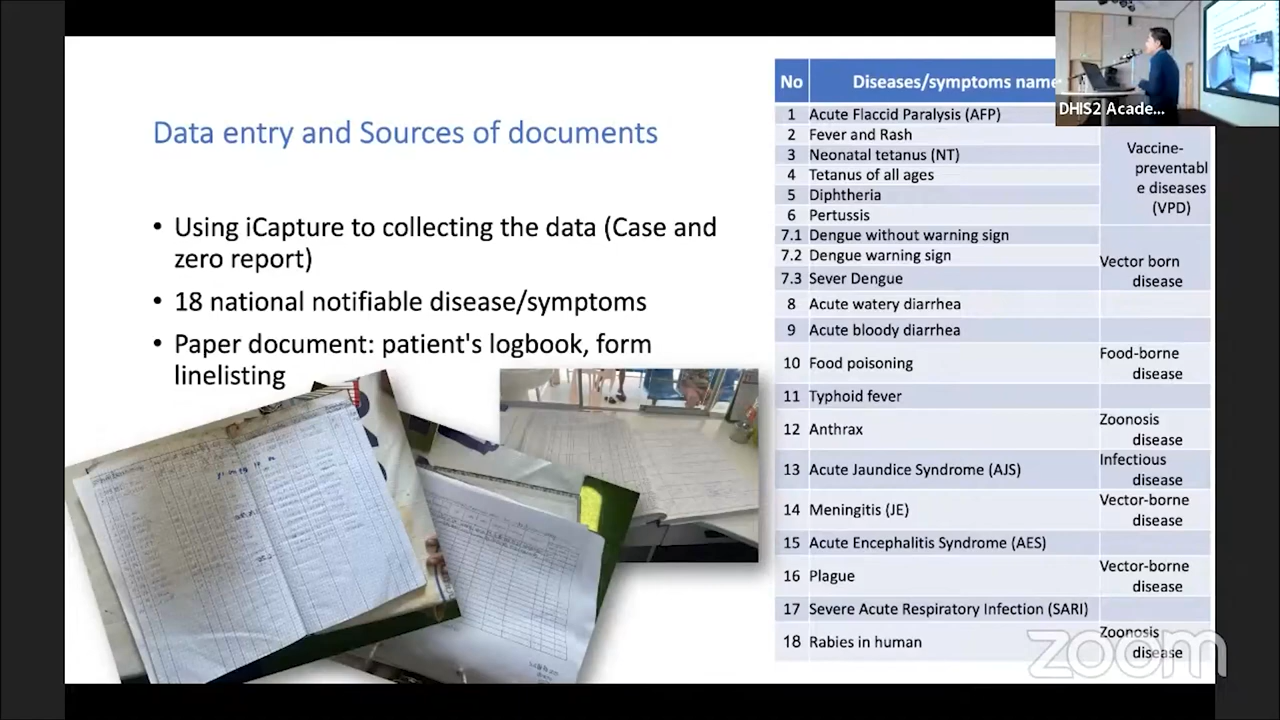 Data entry and Sources of documents
• Using iCapture to collecting the data (Case and
zero report)
• 18 national notifiable disease/symptoms
• Paper document: patient's logbook, form
linelisting
No Diseases/symptoms name
1 Acute Flaccid Paralysis (AFP)
2 Fever and Rash
3 Neonatal tetanus (NT)
4 Tetanus of all ages
5 Diphtheria
6 Pertussis
Vaccine-
preventabl
e diseases
(VPD)
7.1 Dengue without warning sign
7.2 Dengue warning sign
7.3 Sever Dengue
Vector born
disease
8 Acute watery diarrhea
9 Acute bloody diarrhea
10 Food poisoning
Food-borne
disease
11 Typhoid fever
12 Anthrax
Zoonosis
disease
13 Acute Jaundice Syndrome (AJS)
Infectious
disease
14 Meningitis (JE)
Vector-borne
disease
15 Acute Encephalitis Syndrome (AES)
16 Plague
Vector-borne
disease
17 Severe Acute Respiratory Infection (SARI)
18 Rabies in human
Zoonosis
disease
DHIS2 Acade...
zoom